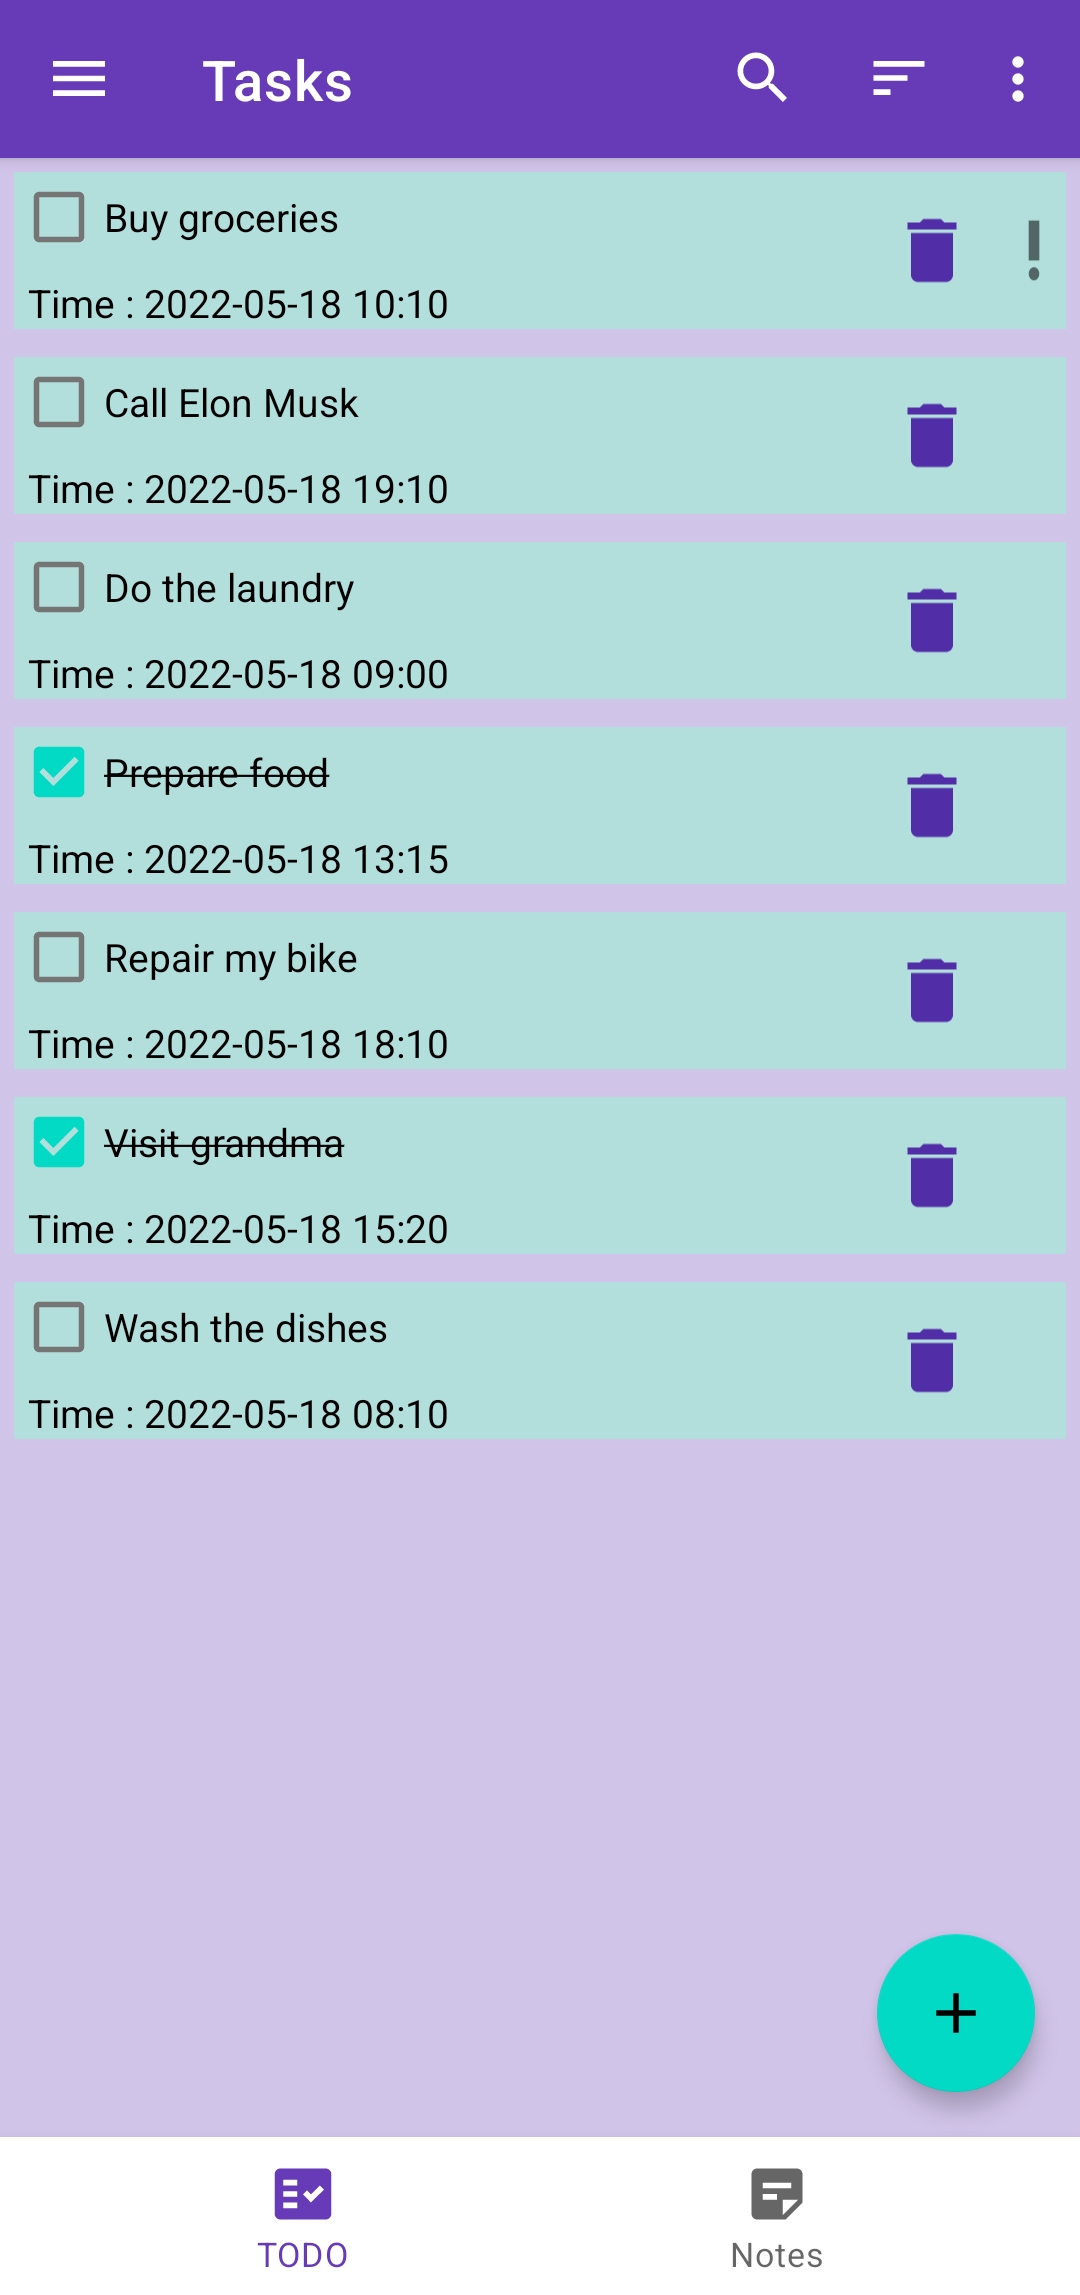 Tasks
Buy groceries
Time : 2022-05-18 10:10
Call Elon Musk
Time : 2022-05-18 19:10
Do the laundry
Time : 2022-05-18 09:00
Prepare food
Time : 2022-05-18 13:15
Repair my bike
Time : 2022-05-18 18:10
Visit grandma
Time : 2022-05-18 15:20
Wash the dishes
Time : 2022-05-18 08:10
TODO
Notes